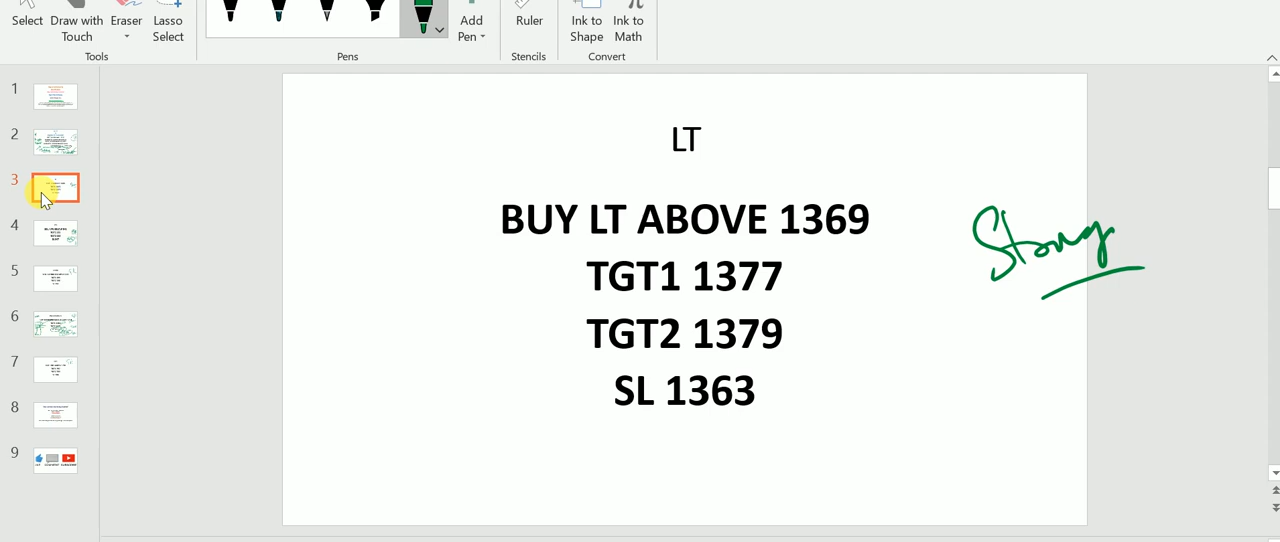 Select
Draw with Touch
Eraser
Lasso Select
Add Pen
Ruler
Ink to Shape
Ink to Math
Tools
Pens
Stencils
Convert
1
2
3
4
5
6
7
8
9
LT
BUY LT ABOVE 1369
TGT1 1377
TGT2 1379
SL 1363
Strong